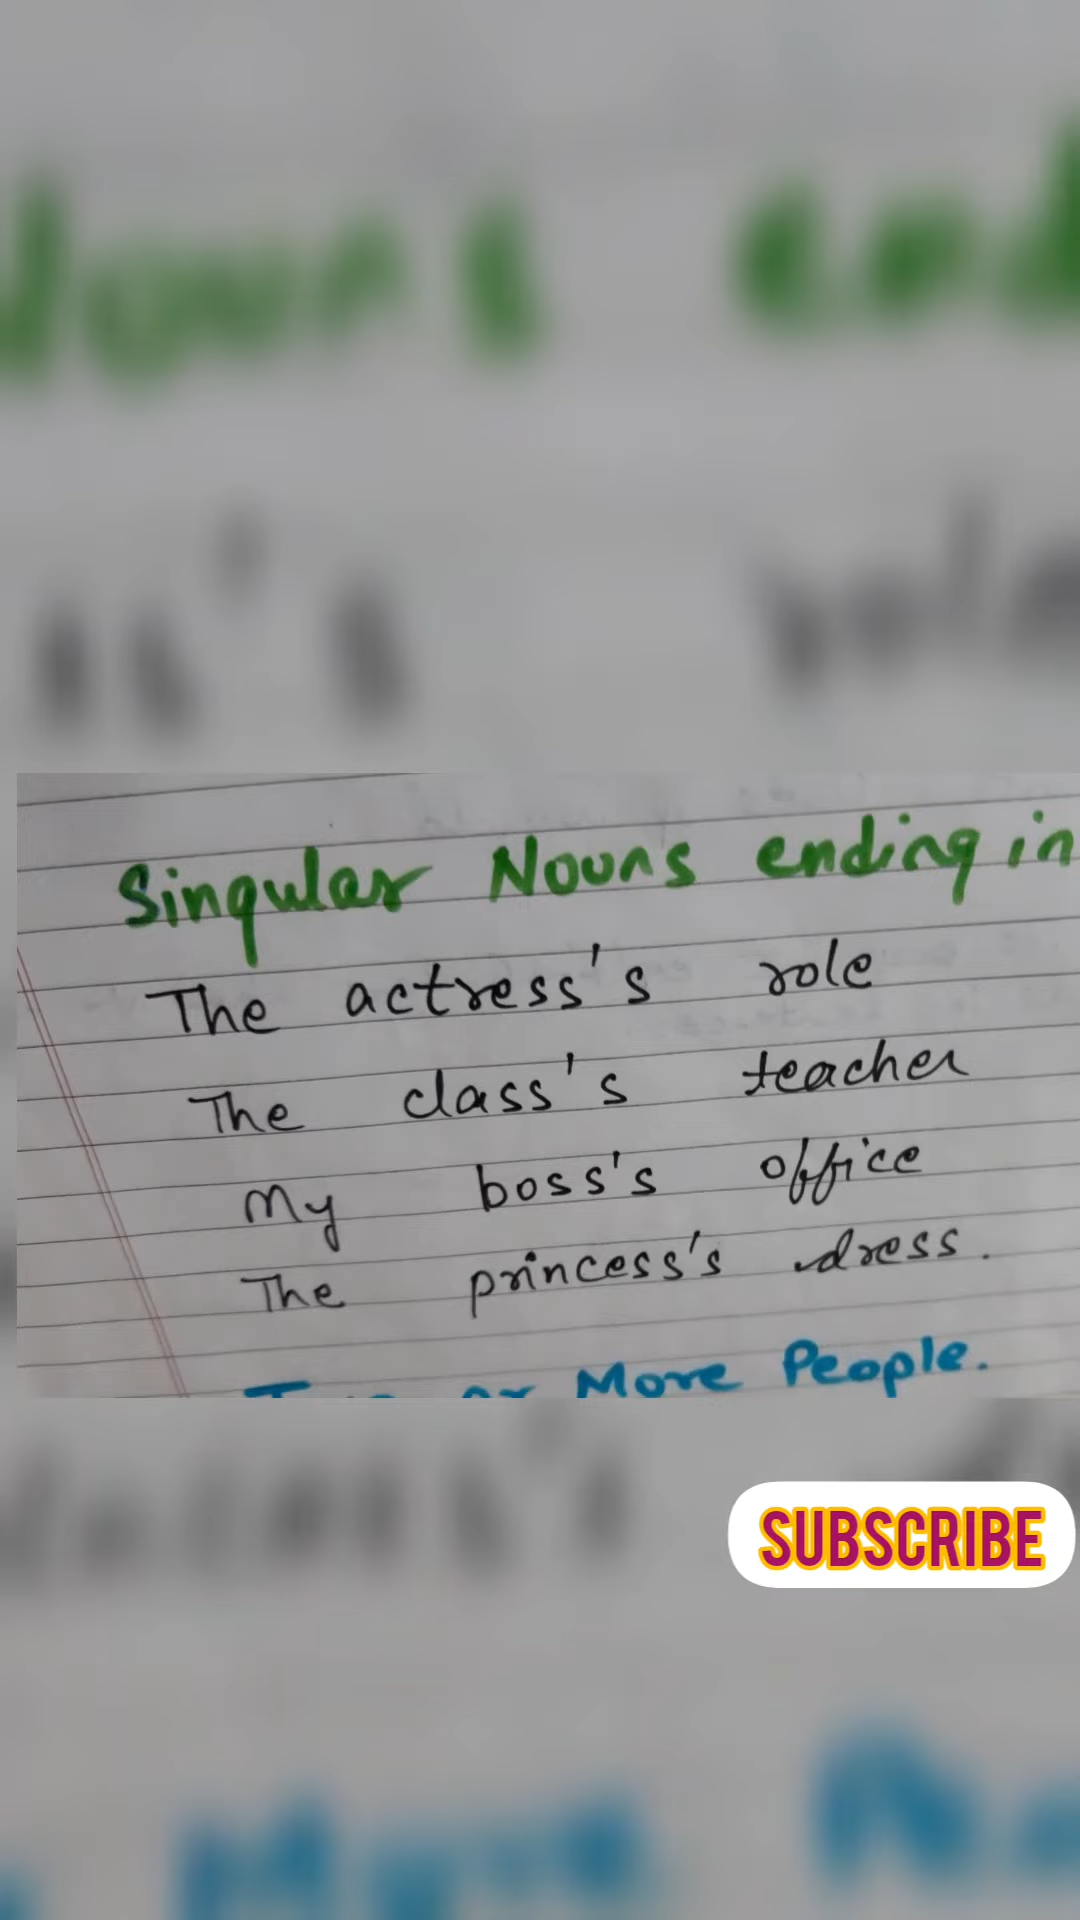 Singular Nouns ending in
The actress's role
The class's teacher
My boss's office
The princess's dress.
or More People.
SUBSCRIBE